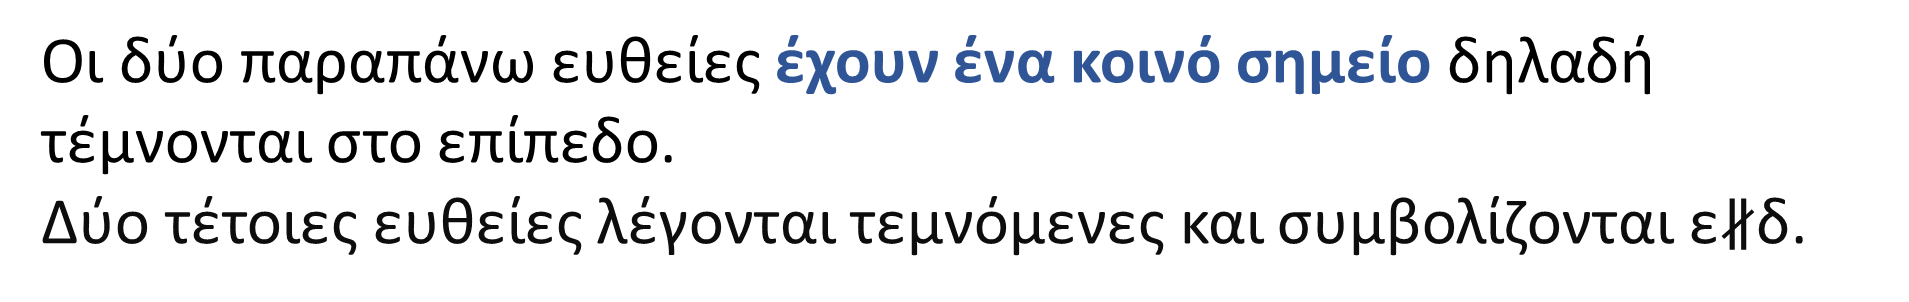 Οι δύο παραπάνω ευθείες έχουν ένα κοινό σημείο δηλαδή
τέμνονται στο επίπεδο.
Δύο τέτοιες ευθείες λέγονται τεμνόμενες και συμβολίζονται ε∦δ.